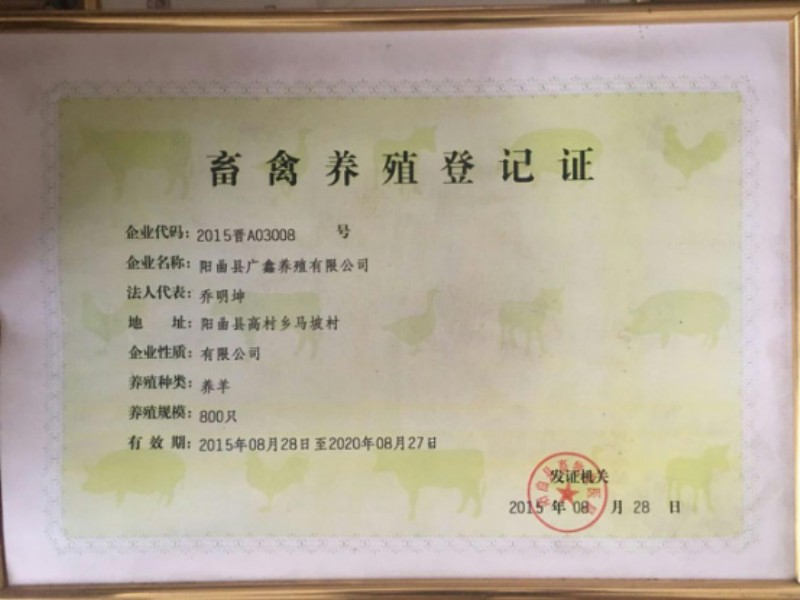 畜禽养殖登记证
企业代码：2015晋A03008 号
企业名称：阳曲县广鑫养殖有限公司
法人代表：乔明坤
地 址：阳曲县高村乡马坡村
企业性质：有限公司
养殖种类：养羊
养殖规模：800只
有 效 期：2015年08月28日至2020年08月27日
发证机关
2015 年 08 月 28 日